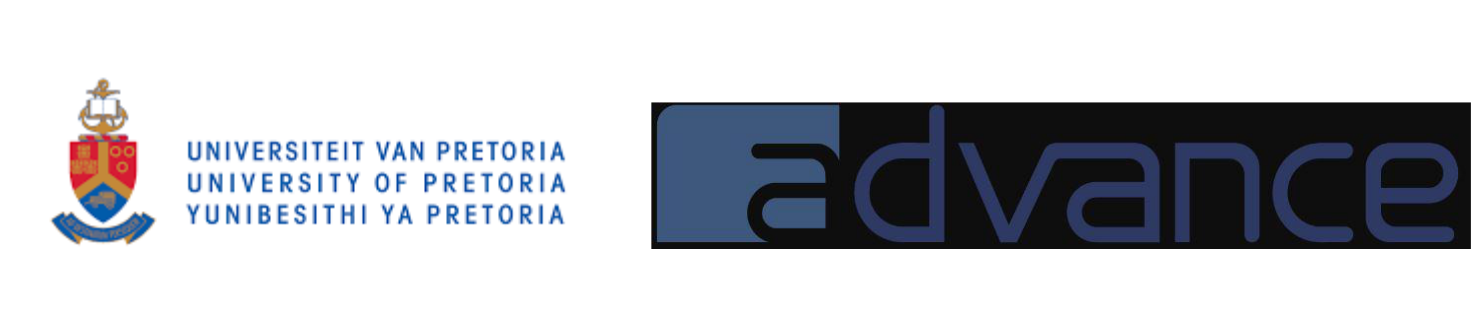 UNIVERSITEIT VAN PRETORIA
UNIVERSITY OF PRETORIA
YUNIBESITHI YA PRETORIA
advance